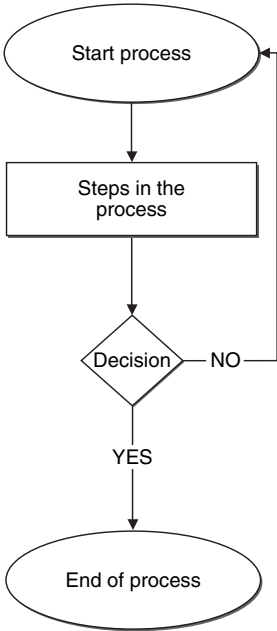 Start process
Steps in the
process
Decision
NO
YES
End of process